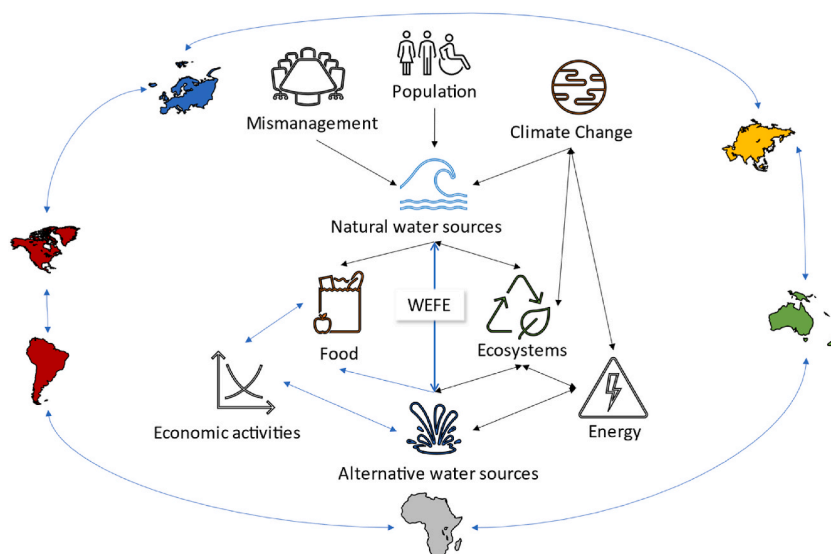 Population
Mismanagement
Climate Change
Natural water sources
WEFE
Food
Ecosystems
Economic activities
Energy
Alternative water sources